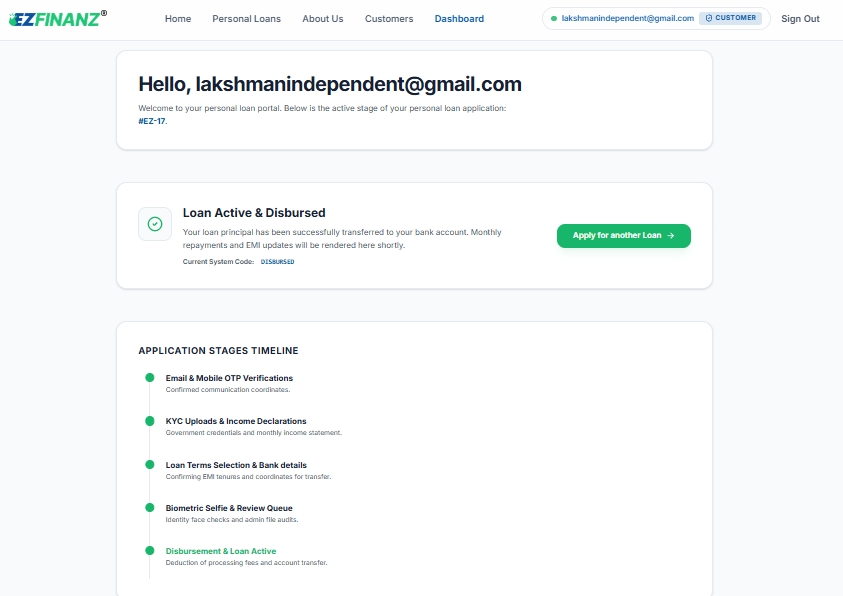 EZFINANZ®
Home
Personal Loans
About Us
Customers
Dashboard
lakshmanindependent@gmail.com
CUSTOMER
Sign Out
Hello, lakshmanindependent@gmail.com
Welcome to your personal loan portal. Below is the active stage of your personal loan application:
#EZ-17.
Loan Active & Disbursed
Your loan principal has been successfully transferred to your bank account. Monthly
repayments and EMI updates will be rendered here shortly.
Current System Code: DISBURSED
Apply for another Loan →
APPLICATION STAGES TIMELINE
Email & Mobile OTP Verifications
Confirmed communication coordinates.
KYC Uploads & Income Declarations
Government credentials and monthly income statement.
Loan Terms Selection & Bank details
Confirming EMI tenures and coordinates for transfer.
Biometric Selfie & Review Queue
Identity face checks and admin file audits.
Disbursement & Loan Active
Deduction of processing fees and account transfer.